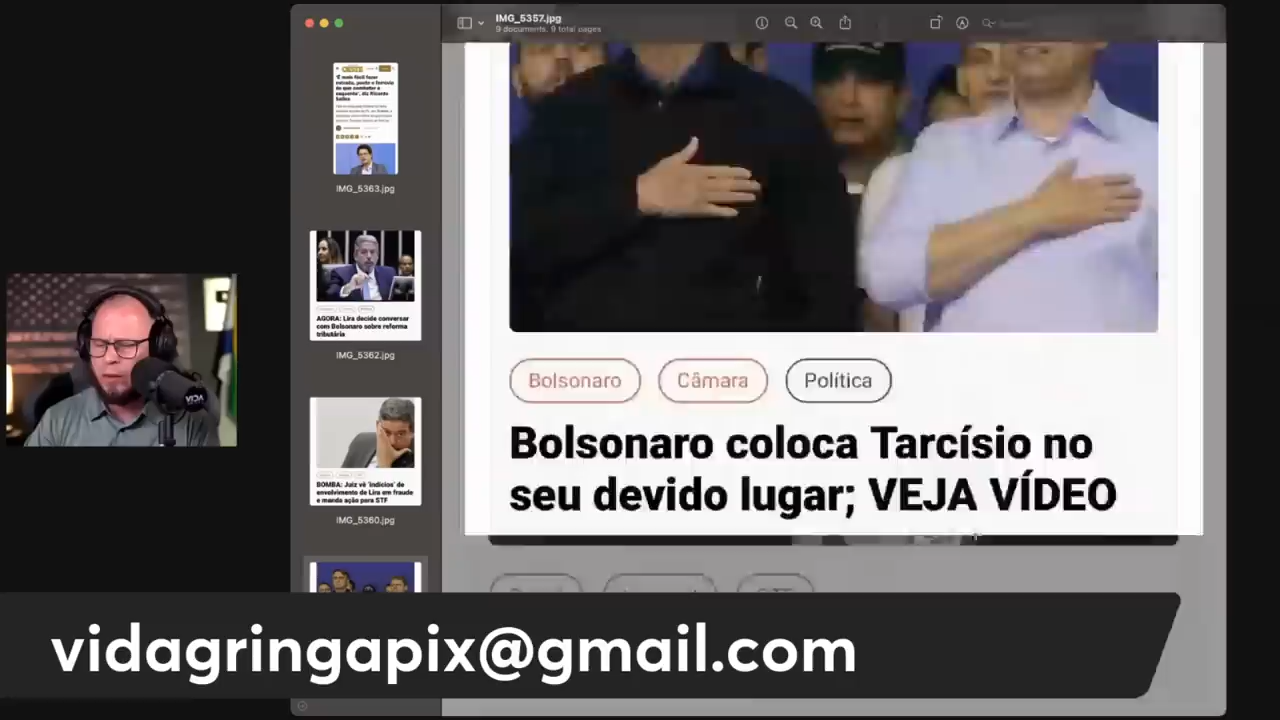 IMG_5357.jpg
9 documents, 9 total pages
IMG_5363.jpg
AGORA: Lira decide conversar
com Bolsonaro sobre reforma
tributária
IMG_5362.jpg
BOMBA: Juiz vê 'indícios' de
envolvimento de Lira em fraude
e manda ação para STF
IMG_5360.jpg
Bolsonaro
Câmara
Política
Bolsonaro coloca Tarcísio no
seu devido lugar; VEJA VÍDEO
VIDA
vidagringapix@gmail.com